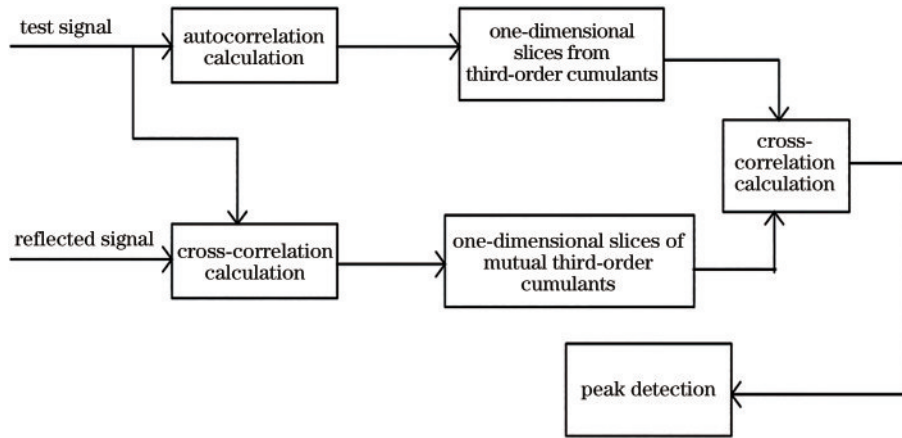 test signal
autocorrelation
calculation
one-dimensional
slices from
third-order cumulants
cross-
correlation
calculation
reflected signal
cross-correlation
calculation
one-dimensional slices of
mutual third-order
cumulants
peak detection